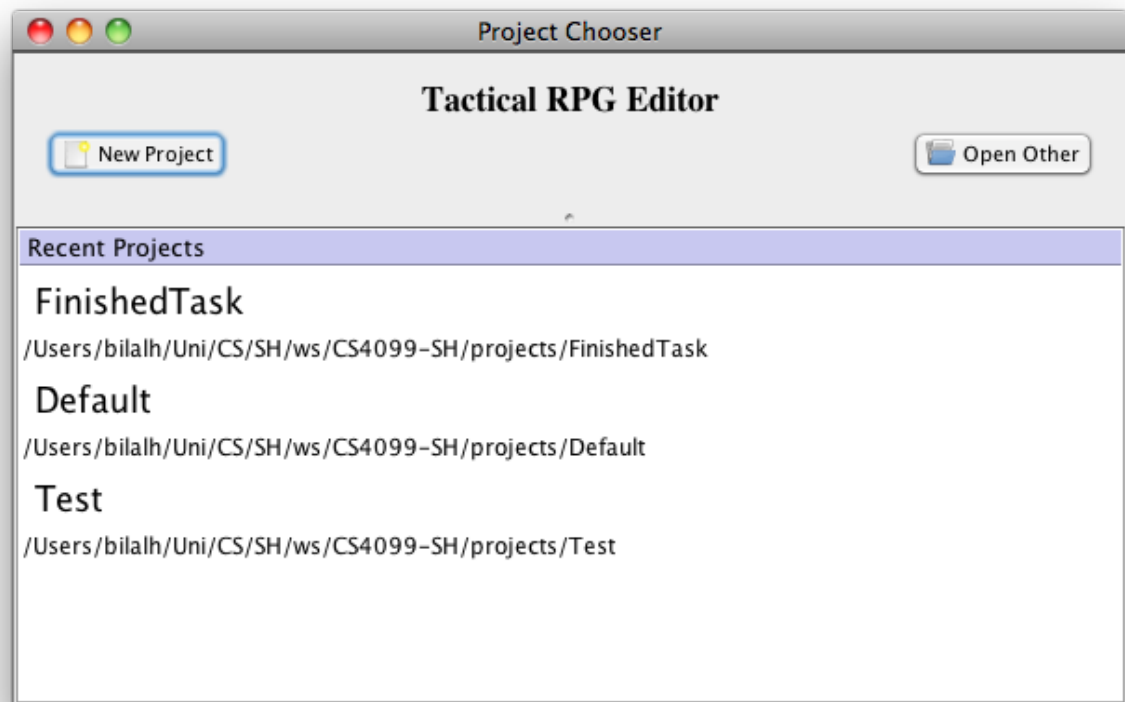 Project Chooser
Tactical RPG Editor
New Project
Open Other
Recent Projects
FinishedTask
/Users/bilalh/Uni/CS/SH/ws/CS4099-SH/projects/FinishedTask
Default
/Users/bilalh/Uni/CS/SH/ws/CS4099-SH/projects/Default
Test
/Users/bilalh/Uni/CS/SH/ws/CS4099-SH/projects/Test